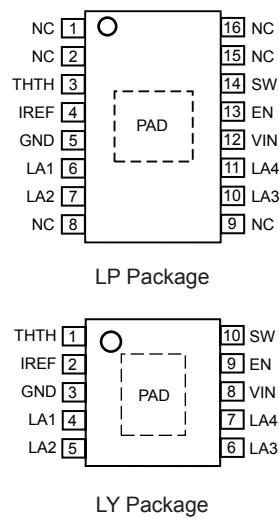 NC 1 16 NC
NC 2 15 NC
THTH 3 14 SW
IREF 4 13 EN
GND 5 12 VIN
PAD
LA1 6 11 LA4
LA2 7 10 LA3
NC 8 9 NC
LP Package
THTH 1 10 SW
IREF 2 9 EN
GND 3 PAD 8 VIN
LA1 4 7 LA4
LA2 5 6 LA3
LY Package